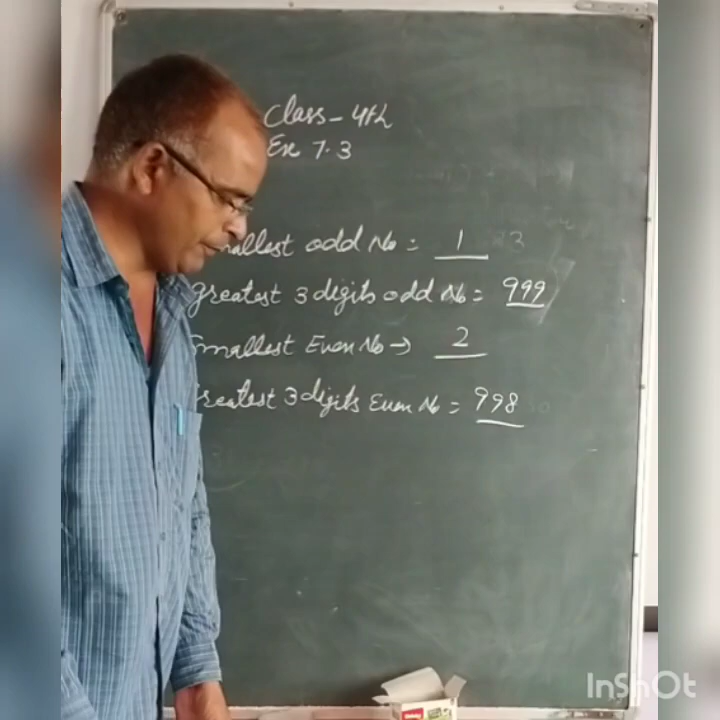 Class - 4th
Ex 7.3
mallest odd No = 1
greatest 3 digits odd No = 999
Smallest Even No → 2
Greatest 3 digits Even No = 998
InShOt